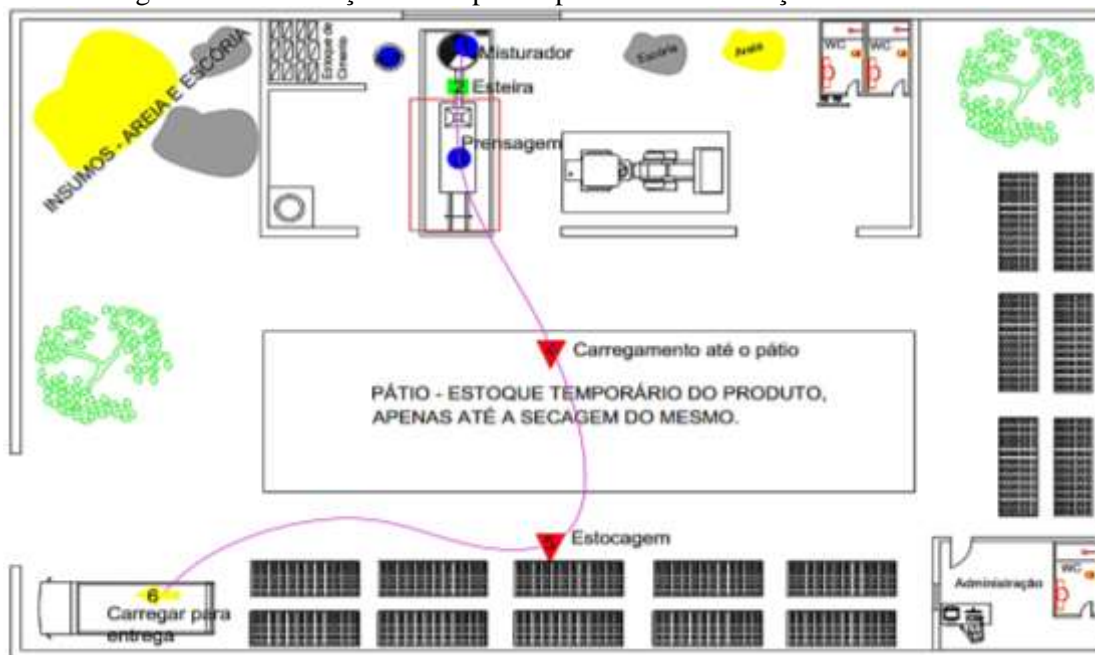 INSUMOS - AREIA E ESCÓRIA
Estoque de
Cimento
Misturador
2
Esteira
Prensagem
Escória
Areia
WC
WC
Carregamento até o pátio
PÁTIO - ESTOQUE TEMPORÁRIO DO PRODUTO,
APENAS ATÉ A SECAGEM DO MESMO.
Estocagem
6
Carregar para
entrega
Administração
WC